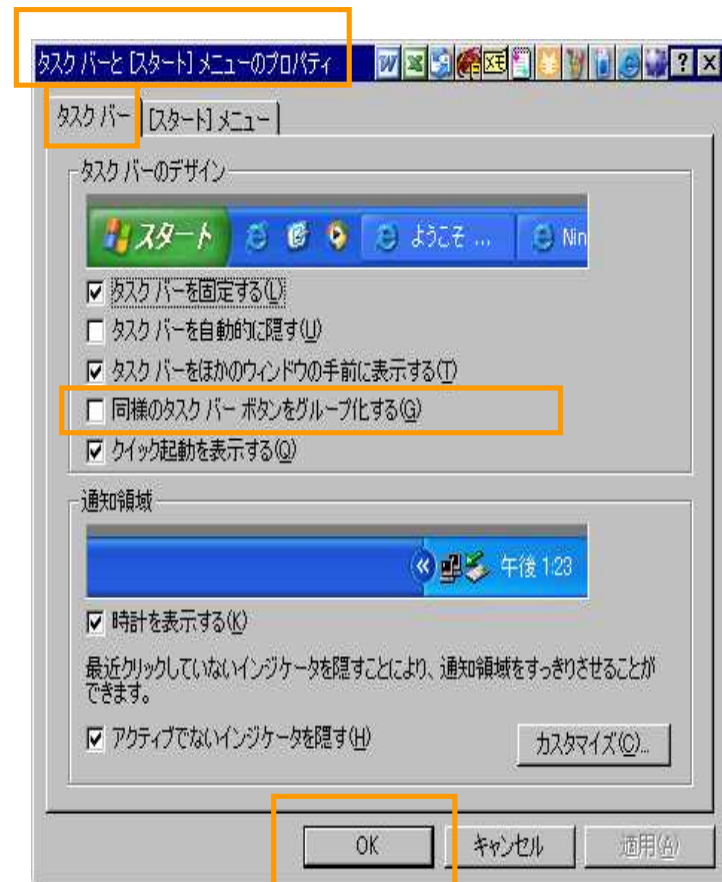 タスク バーと [スタート] メニューのプロパティ
タスク バー
[スタート] メニュー
タスク バーのデザイン
スタート
ようこそ ...
Nin
タスク バーを固定する(L)
タスク バーを自動的に隠す(U)
タスク バーをほかのウィンドウの手前に表示する(T)
同様のタスク バー ボタンをグループ化する(G)
クイック起動を表示する(Q)
通知領域
午後 1:23
時計を表示する(K)
最近クリックしていないインジケータを隠すことにより、通知領域をすっきりさせることが
できます。
アクティブでないインジケータを隠す(H)
カスタマイズ(C)...
OK
キャンセル
適用(A)